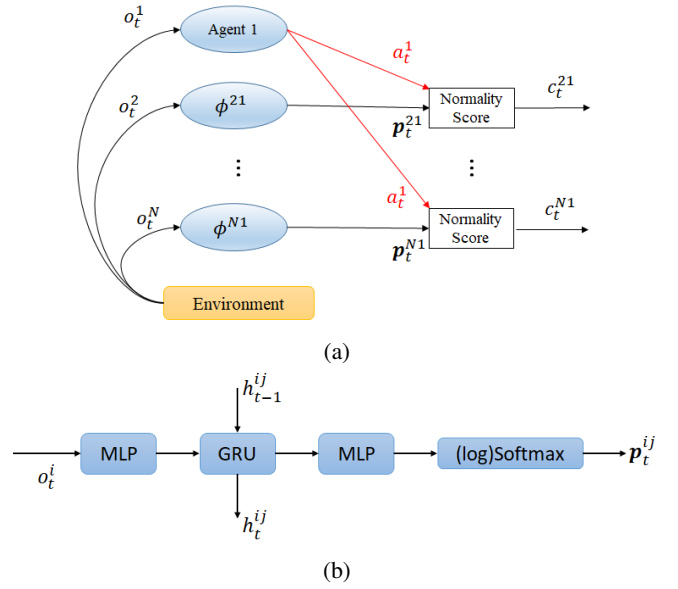 o_t^1
Agent 1
a_t^1
o_t^2
ϕ^{21}
p_t^{21}
Normality
Score
c_t^{21}
⋮
⋮
a_t^1
o_t^N
ϕ^{N1}
p_t^{N1}
Normality
Score
c_t^{N1}
Environment
(a)
h_{t-1}^{ij}
o_t^i
MLP
GRU
MLP
(log)Softmax
p_t^{ij}
h_t^{ij}
(b)